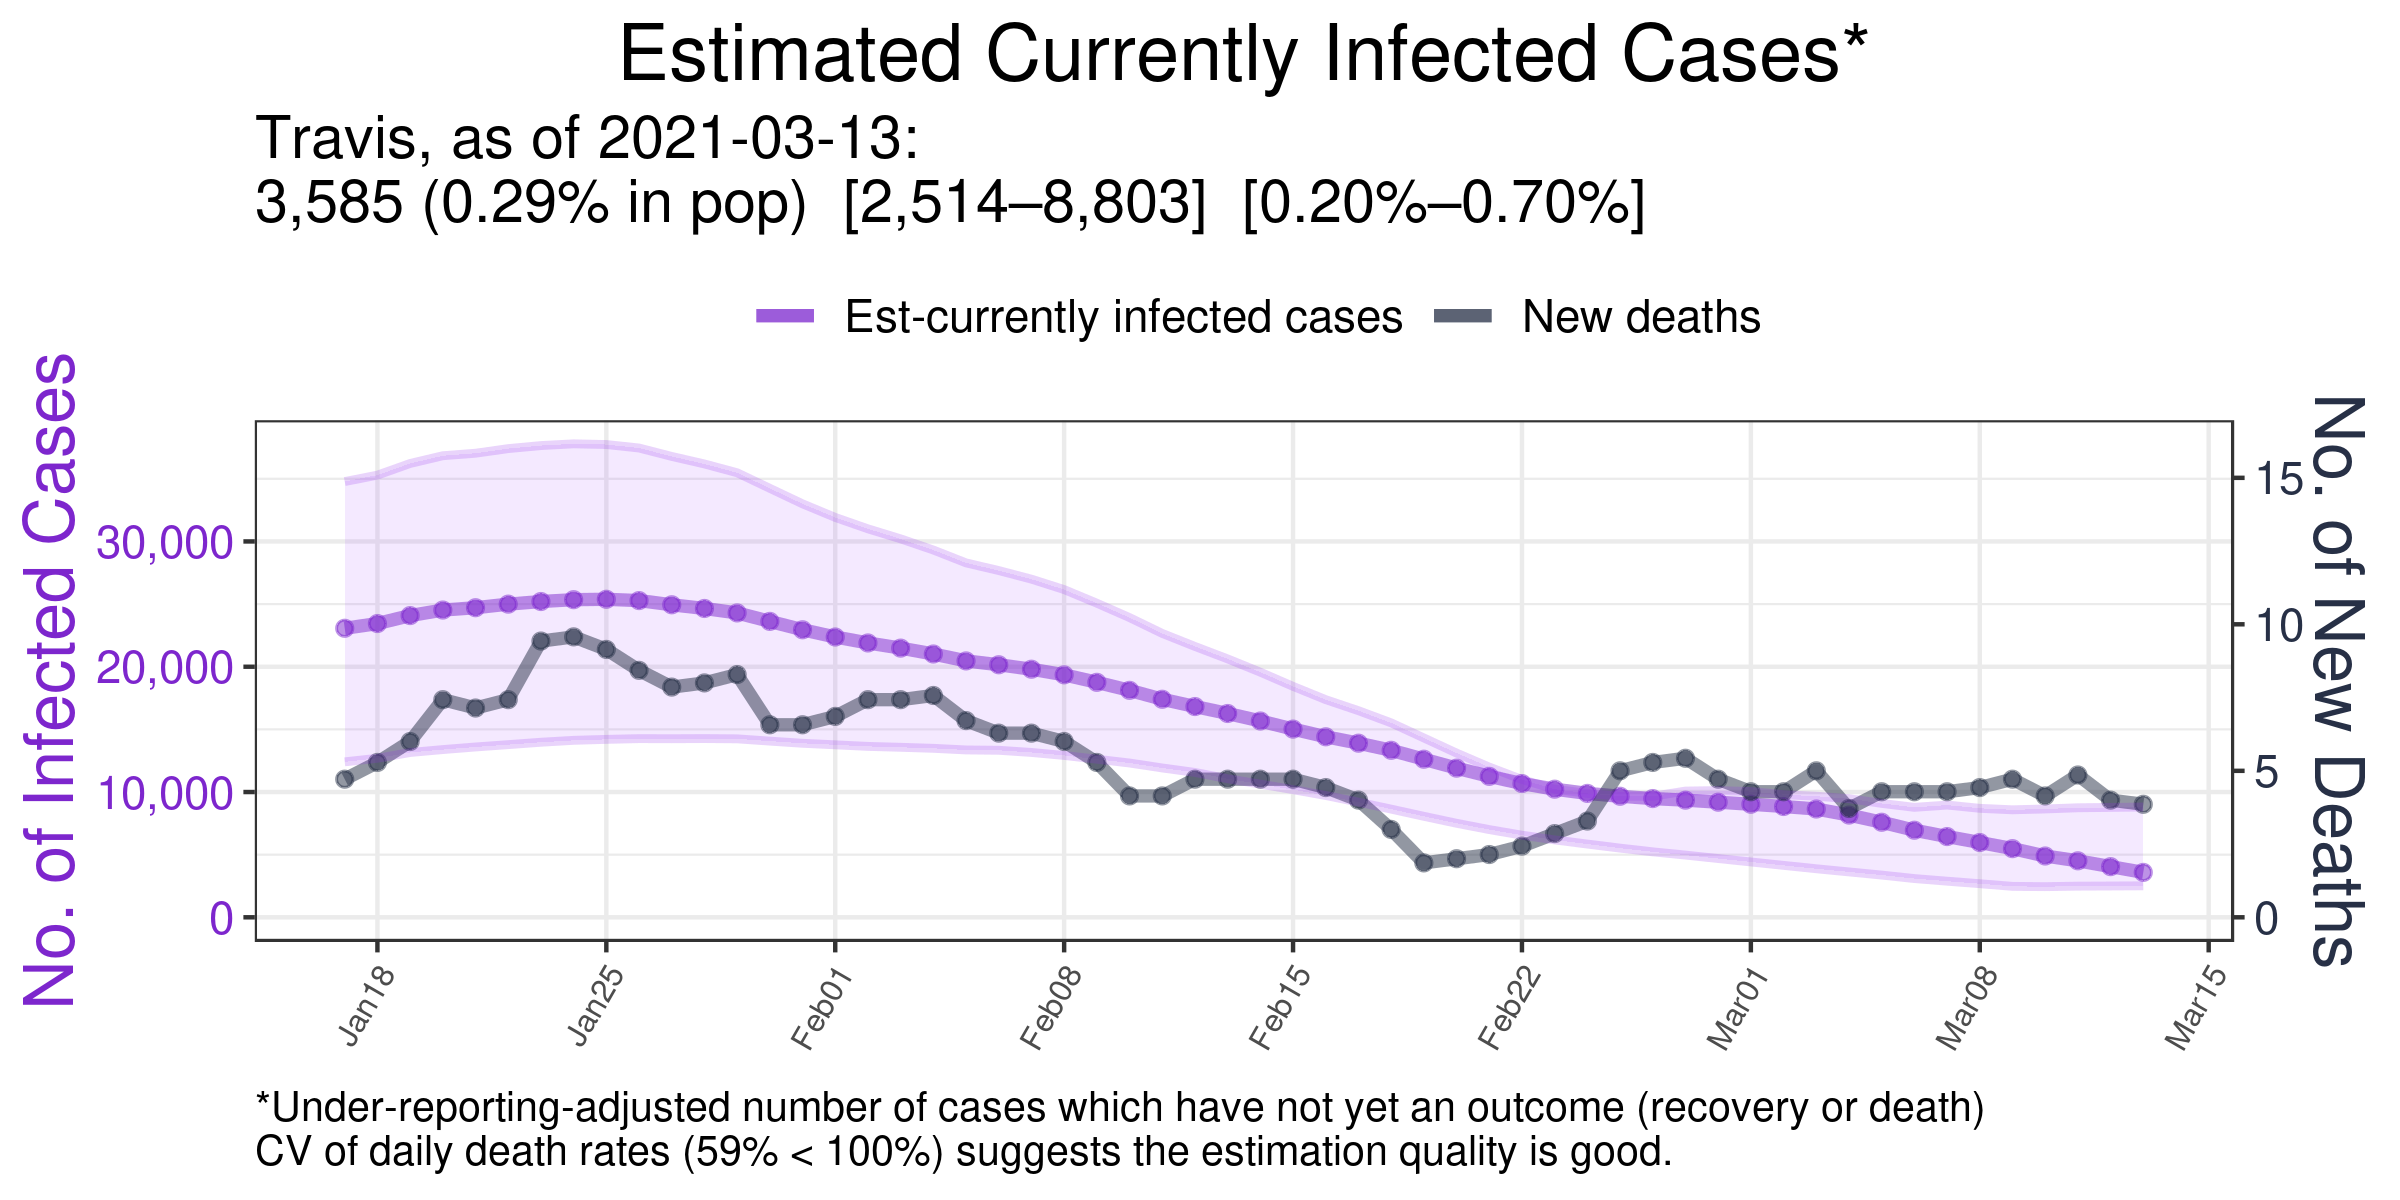 Estimated Currently Infected Cases*
Travis, as of 2021-03-13:
3,585 (0.29% in pop)  [2,514–8,803]  [0.20%–0.70%]
Est-currently infected cases
New deaths
No. of Infected Cases
30,000
20,000
10,000
0
No. of New Deaths
15
10
5
0
Jan18
Jan25
Feb01
Feb08
Feb15
Feb22
Mar01
Mar08
Mar15
*Under-reporting-adjusted number of cases which have not yet an outcome (recovery or death)
CV of daily death rates (59% < 100%) suggests the estimation quality is good.